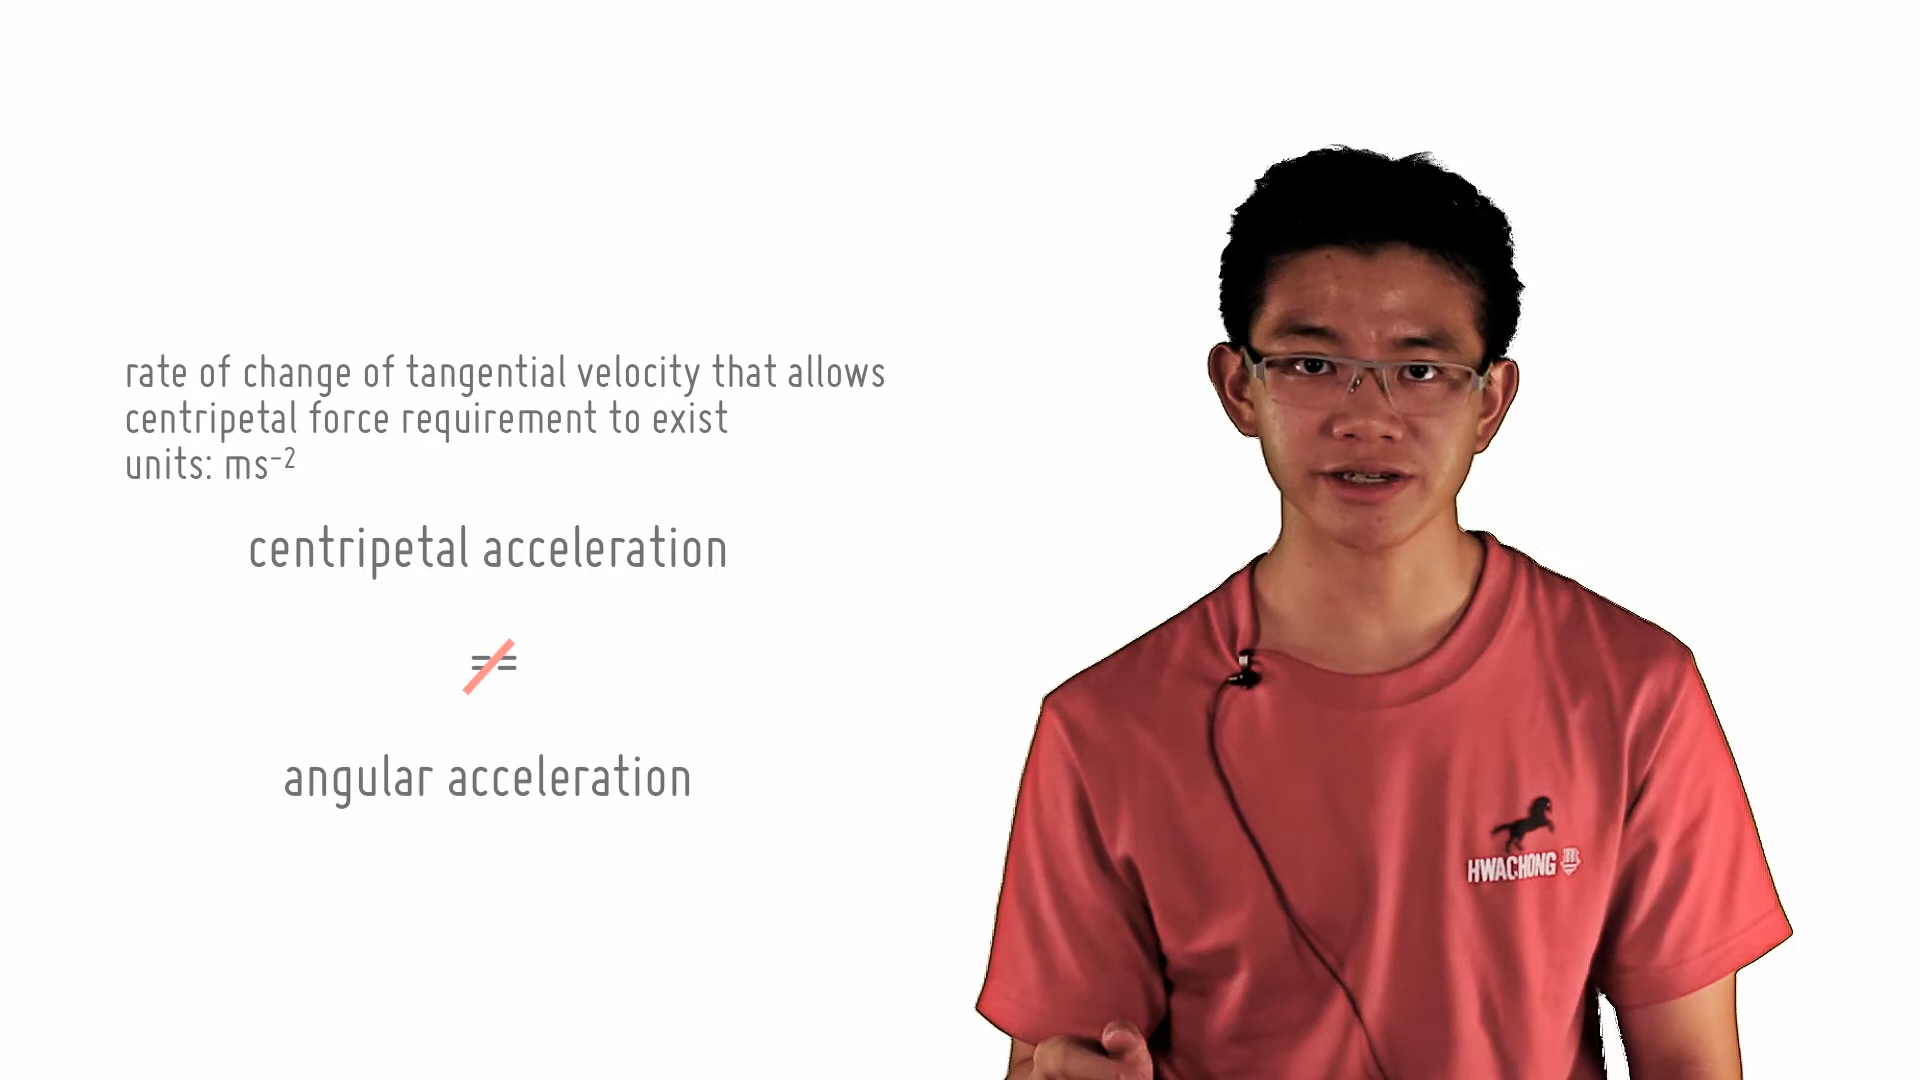 rate of change of tangential velocity that allows
centripetal force requirement to exist
units: ms⁻²
centripetal acceleration
==
angular acceleration
HWACHONG